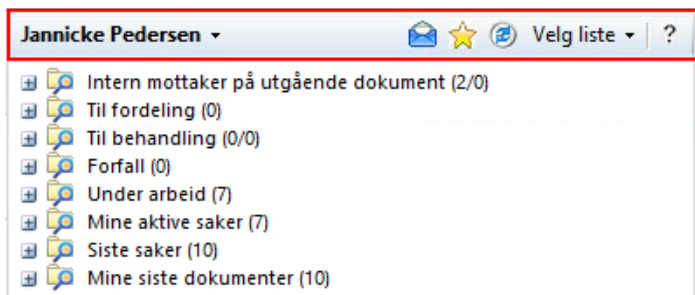 Jannicke Pedersen Velg liste ?
Intern mottaker på utgående dokument (2/0)
Til fordeling (0)
Til behandling (0/0)
Forfall (0)
Under arbeid (7)
Mine aktive saker (7)
Siste saker (10)
Mine siste dokumenter (10)